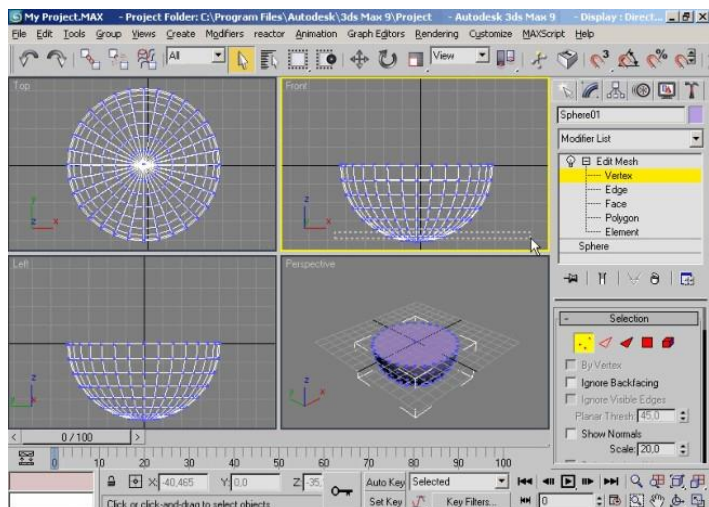 My Project.MAX - Project Folder: C:\Program Files\Autodesk\3ds Max 9\Project - Autodesk 3ds Max 9 - Display : Direct...
File Edit Tools Group Views Create Modifiers reactor Animation Graph Editors Rendering Customize MAXScript Help
All View 3
Top
Front
Left
Perspective
Sphere01
Modifier List
Edit Mesh
Vertex
Edge
Face
Polygon
Element
Sphere
- Selection
By Vertex
Ignore Backfacing
Ignore Visible Edges
Planar Thresh: 45,0
Show Normals
Scale: 20,0
< 0 / 100 >
0 10 20 30 40 50 60 70 80 90 100
X: -40,465 Y: 0,0 Z: -35, Auto Key Selected
Click or click-and-drag to select objects Set Key Key Filters... 0